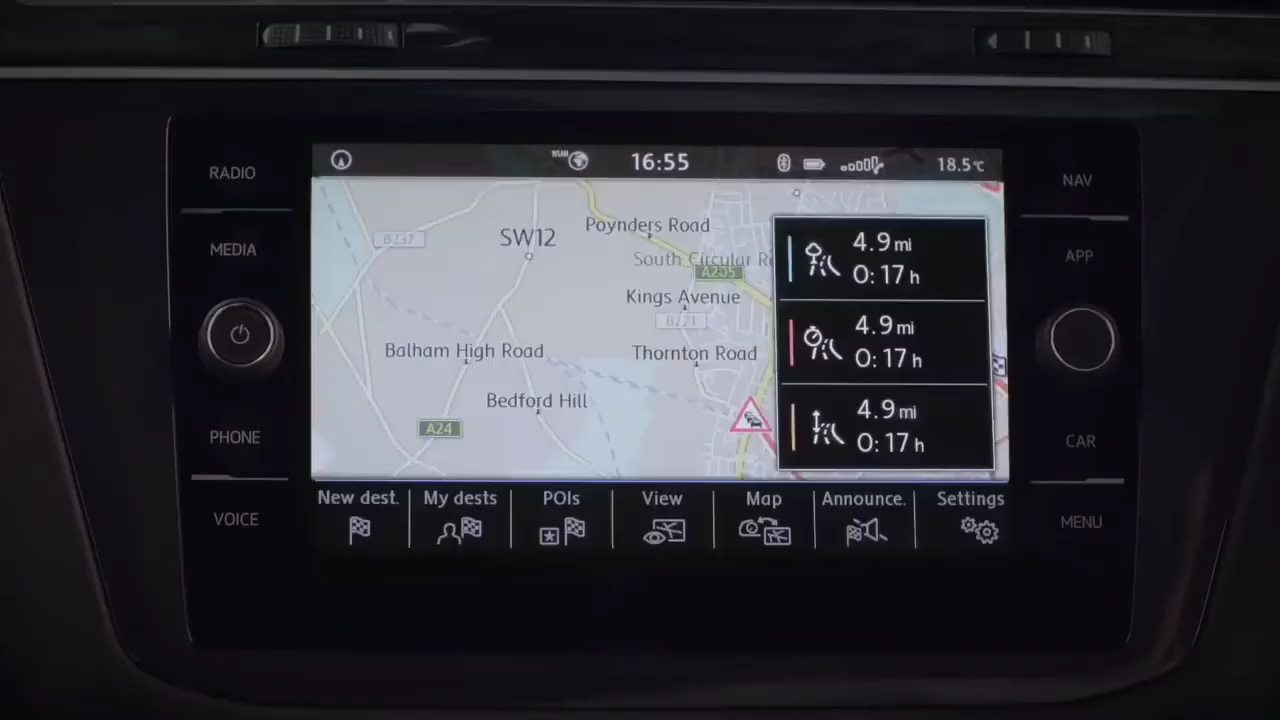 RADIO
MEDIA
PHONE
VOICE
WLAN
16:55
18.5°C
B237
SW12
Poynders Road
South Circular R
A205
Kings Avenue
B221
Balham High Road
Thornton Road
Bedford Hill
A24
4.9 mi
0:17 h
4.9 mi
0:17 h
4.9 mi
0:17 h
New dest.
My dests
POIs
View
Map
Announce.
Settings
NAV
APP
CAR
MENU